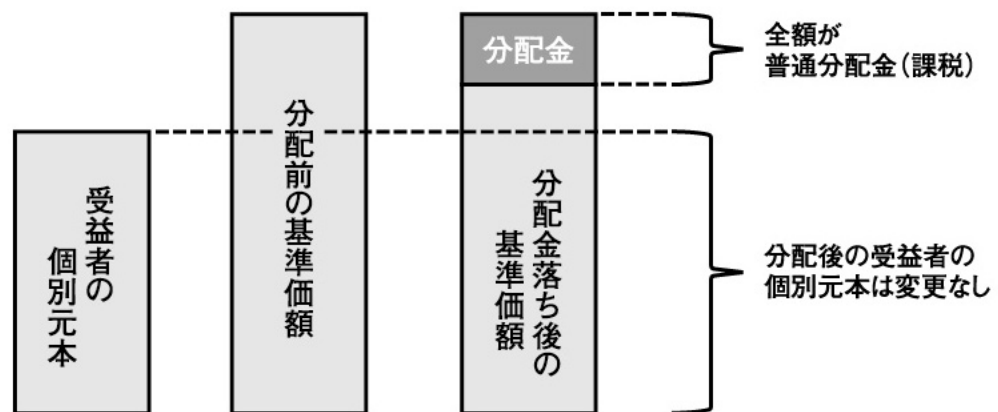 受益者の
個別元本
分配前の基準価額
分配金
分配金落ち後の
基準価額
全額が
普通分配金（課税）
分配後の受益者の
個別元本は変更なし